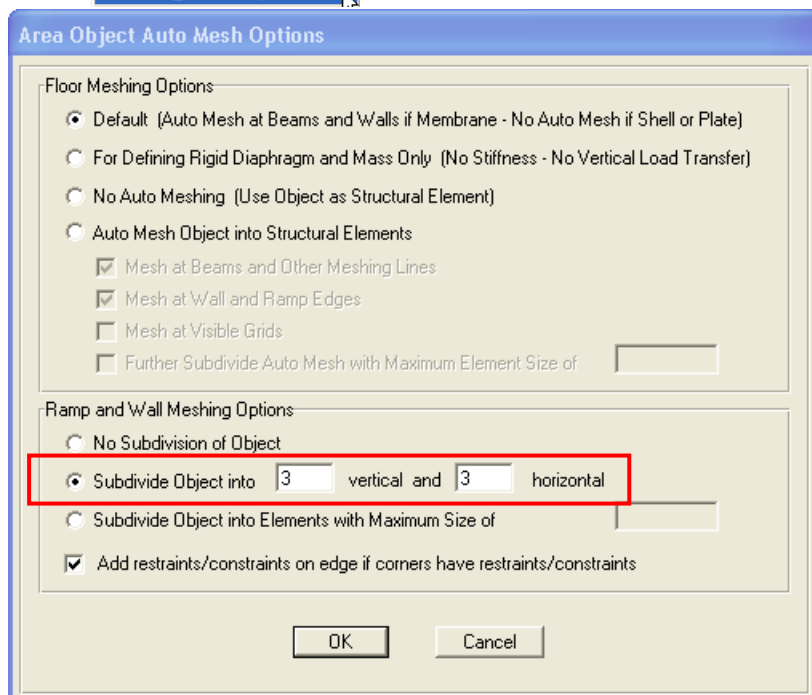 Area Object Auto Mesh Options
Floor Meshing Options
Default (Auto Mesh at Beams and Walls if Membrane - No Auto Mesh if Shell or Plate)
For Defining Rigid Diaphragm and Mass Only (No Stiffness - No Vertical Load Transfer)
No Auto Meshing (Use Object as Structural Element)
Auto Mesh Object into Structural Elements
Mesh at Beams and Other Meshing Lines
Mesh at Wall and Ramp Edges
Mesh at Visible Grids
Further Subdivide Auto Mesh with Maximum Element Size of
Ramp and Wall Meshing Options
No Subdivision of Object
Subdivide Object into 3 vertical and 3 horizontal
Subdivide Object into Elements with Maximum Size of
Add restraints/constraints on edge if corners have restraints/constraints
OK Cancel